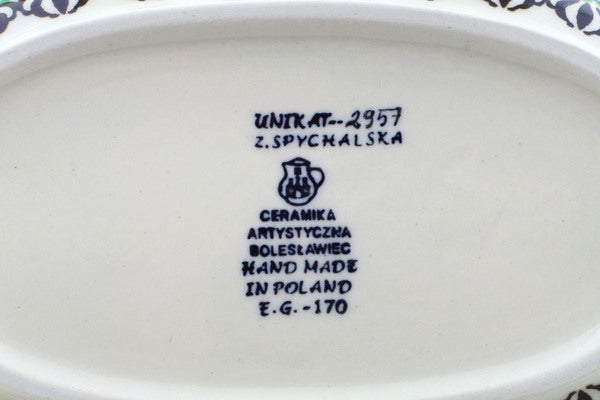 UNIKAT--2957
Z.SPYCHALSKA
CERAMIKA
ARTYSTYCZNA
BOLESŁAWIEC
HAND MADE
IN POLAND
E.G.-170